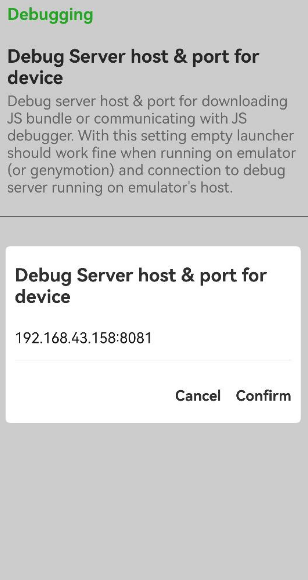 Debugging
Debug Server host & port for
device
Debug server host & port for downloading
JS bundle or communicating with JS
debugger. With this setting empty launcher
should work fine when running on emulator
(or genymotion) and connection to debug
server running on emulator's host.
Debug Server host & port for
device
192.168.43.158:8081
Cancel Confirm